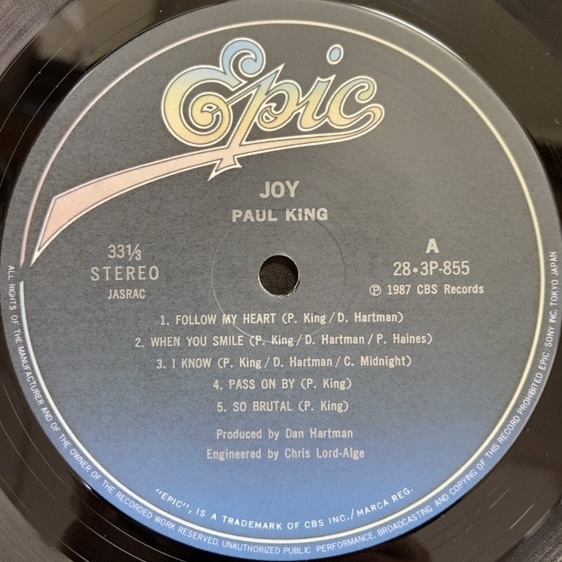 Epic
JOY
PAUL KING
33⅓
STEREO
JASRAC
A
28•3P-855
Ⓟ 1987 CBS Records
1. FOLLOW MY HEART (P. King/D. Hartman)
2. WHEN YOU SMILE (P. King/D. Hartman/P. Haines)
3. I KNOW (P. King/D. Hartman/C. Midnight)
4. PASS ON BY (P. King)
5. SO BRUTAL (P. King)
Produced by Dan Hartman
Engineered by Chris Lord-Alge
"EPIC", IS A TRADEMARK OF CBS INC./MARCA REG.
ALL RIGHTS OF THE MANUFACTURER AND OF THE OWNER OF THE RECORDED WORK RESERVED. UNAUTHORIZED PUBLIC PERFORMANCE, BROADCASTING AND COPYING OF THIS RECORD PROHIBITED EPIC/SONY INC. TOKYO JAPAN